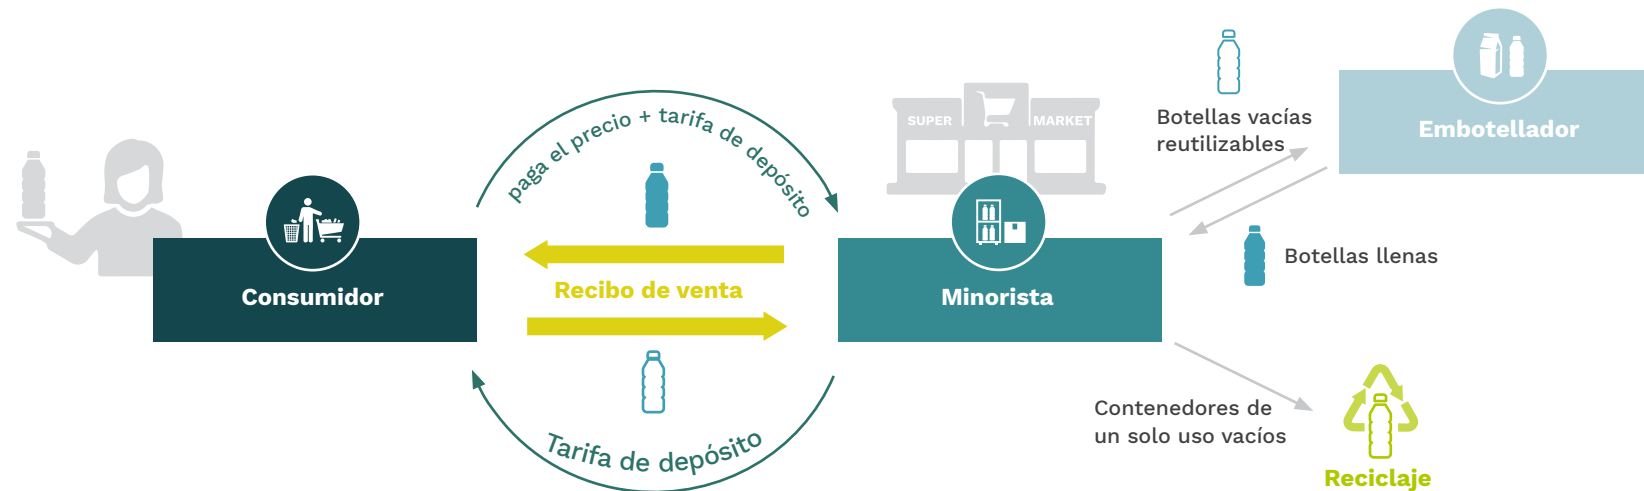 paga el precio + tarifa de depósito
SUPER MARKET
Botellas vacías
reutilizables
Embotellador
Botellas llenas
Consumidor
Recibo de venta
Minorista
Tarifa de depósito
Contenedores de
un solo uso vacíos
Reciclaje